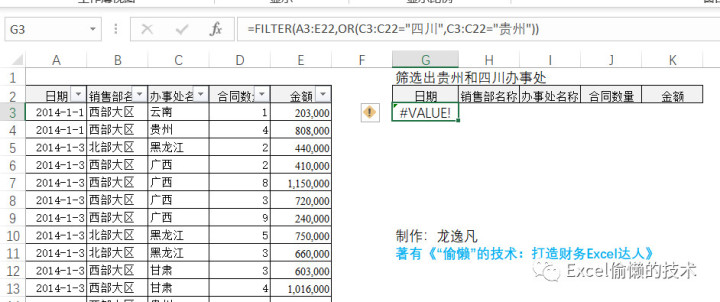 G3 fx =FILTER(A3:E22,OR(C3:C22="四川",C3:C22="贵州"))
A B C D E F G H I J K
1 筛选出贵州和四川办事处
2 日期 销售部名 办事处名 合同数 金额 日期 销售部名称 办事处名称 合同数量 金额
3 2014-1-1 西部大区 云南 1 203,000 #VALUE!
4 2014-1-1 西部大区 贵州 4 808,000
5 2014-1-3 北部大区 黑龙江 2 440,000
6 2014-1-3 西部大区 广西 2 410,000
7 2014-1-3 西部大区 广西 8 1,150,000
8 2014-1-3 西部大区 广西 3 720,000
9 2014-1-3 西部大区 广西 9 240,000
10 2014-1-3 北部大区 黑龙江 5 750,000 制作：龙逸凡
11 2014-1-3 北部大区 黑龙江 3 660,000 著有《“偷懒”的技术：打造财务Excel达人》
12 2014-1-3 西部大区 甘肃 3 603,000 Excel偷懒的技术
13 2014-1-3 西部大区 甘肃 4 1,016,000